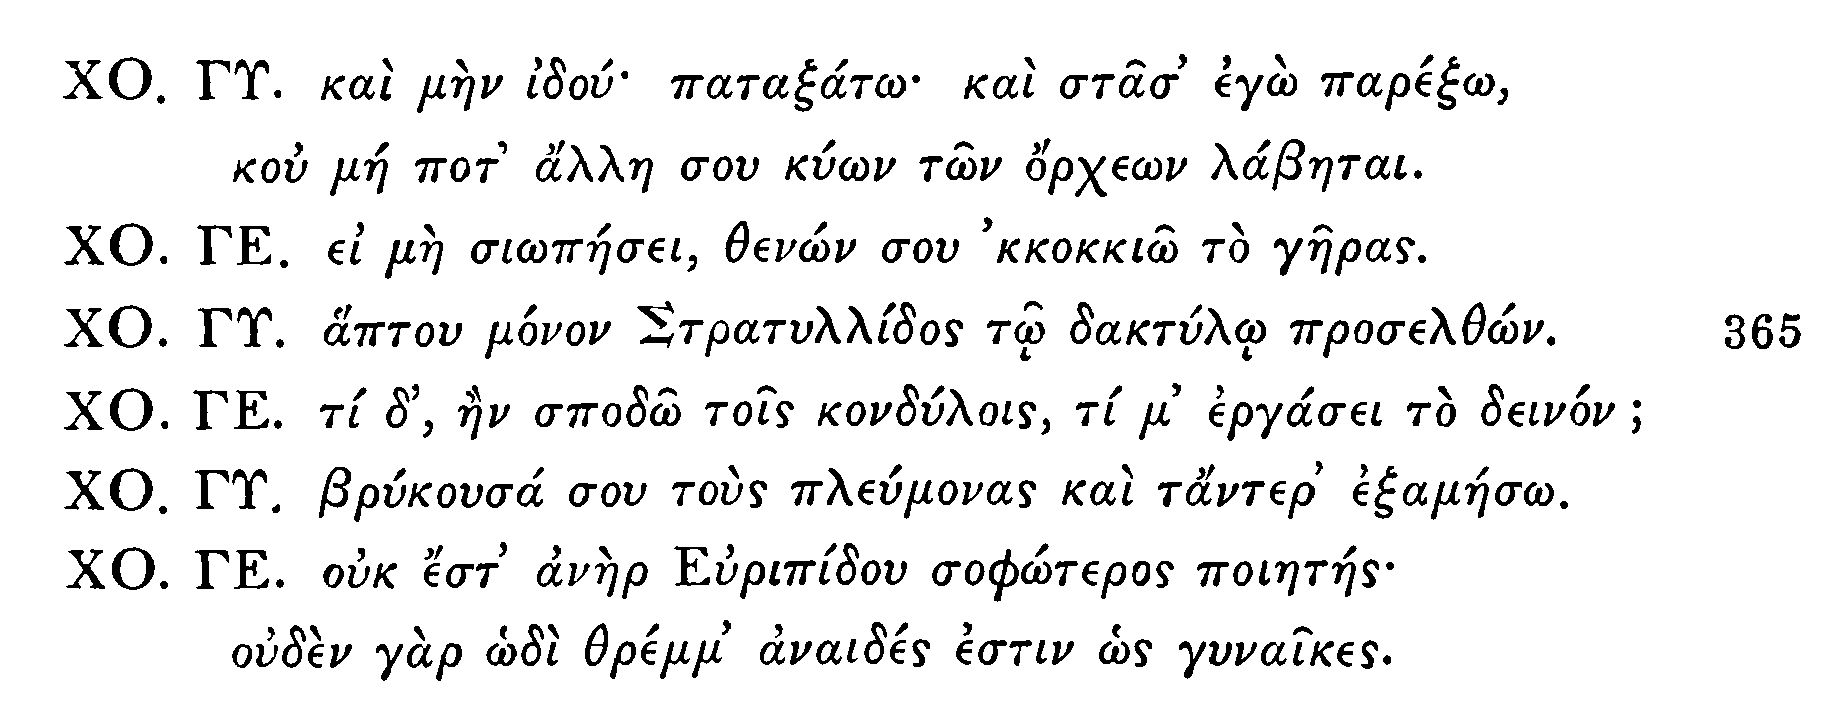 ΧΟ. ΓΥ. καὶ μὴν ἰδού· παταξάτω· καὶ στᾶσ’ ἐγὼ παρέξω,
κοὐ μή ποτ’ ἄλλη σου κύων τῶν ὄρχεων λάβηται.
ΧΟ. ΓΕ. εἰ μὴ σιωπήσει, θενών σου ’κκοκκιῶ τὸ γῆρας.
ΧΟ. ΓΥ. ἅπτου μόνον Στρατυλλίδος τῷ δακτύλῳ προσελθών. 365
ΧΟ. ΓΕ. τί δ’, ἢν σποδῶ τοῖς κονδύλοις, τί μ’ ἐργάσει τὸ δεινόν ;
ΧΟ. ΓΥ. βρύκουσά σου τοὺς πλεύμονας καὶ τἄντερ’ ἐξαμήσω.
ΧΟ. ΓΕ. οὐκ ἔστ’ ἀνὴρ Εὐριπίδου σοφώτερος ποιητής·
οὐδὲν γὰρ ὡδὶ θρέμμ’ ἀναιδές ἐστιν ὡς γυναῖκες.